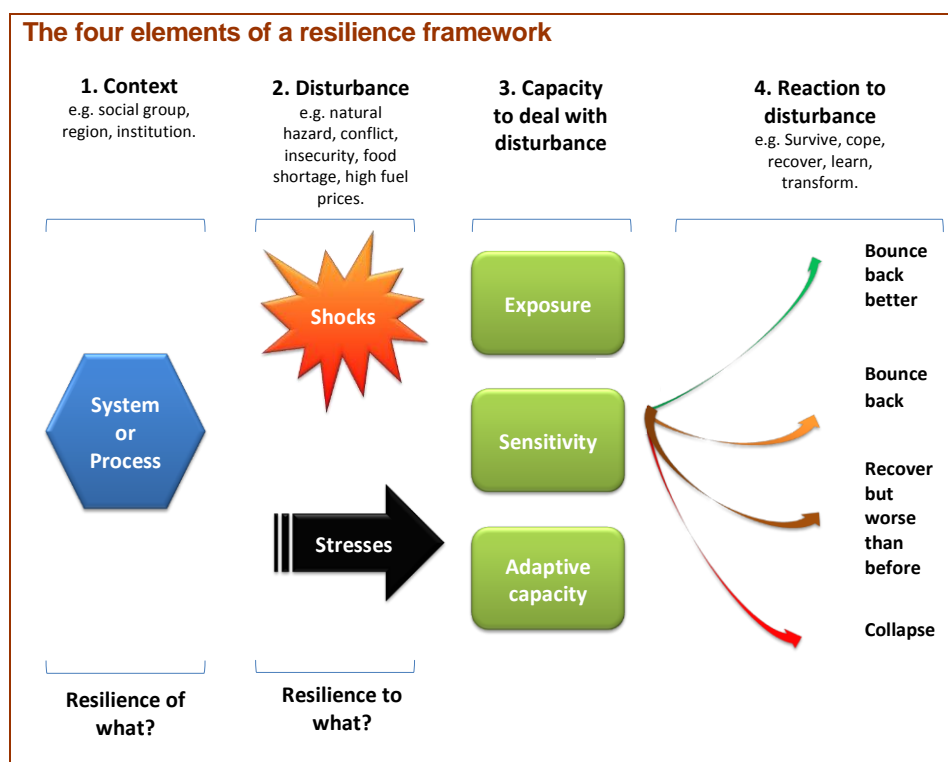 The four elements of a resilience framework
1. Context
e.g. social group,
region, institution.
2. Disturbance
e.g. natural
hazard, conflict,
insecurity, food
shortage, high fuel
prices.
3. Capacity
to deal with
disturbance
4. Reaction to
disturbance
e.g. Survive, cope,
recover, learn,
transform.
System
or
Process
Shocks
Stresses
Exposure
Sensitivity
Adaptive
capacity
Bounce
back
better
Bounce
back
Recover
but
worse
than
before
Collapse
Resilience of
what?
Resilience to
what?